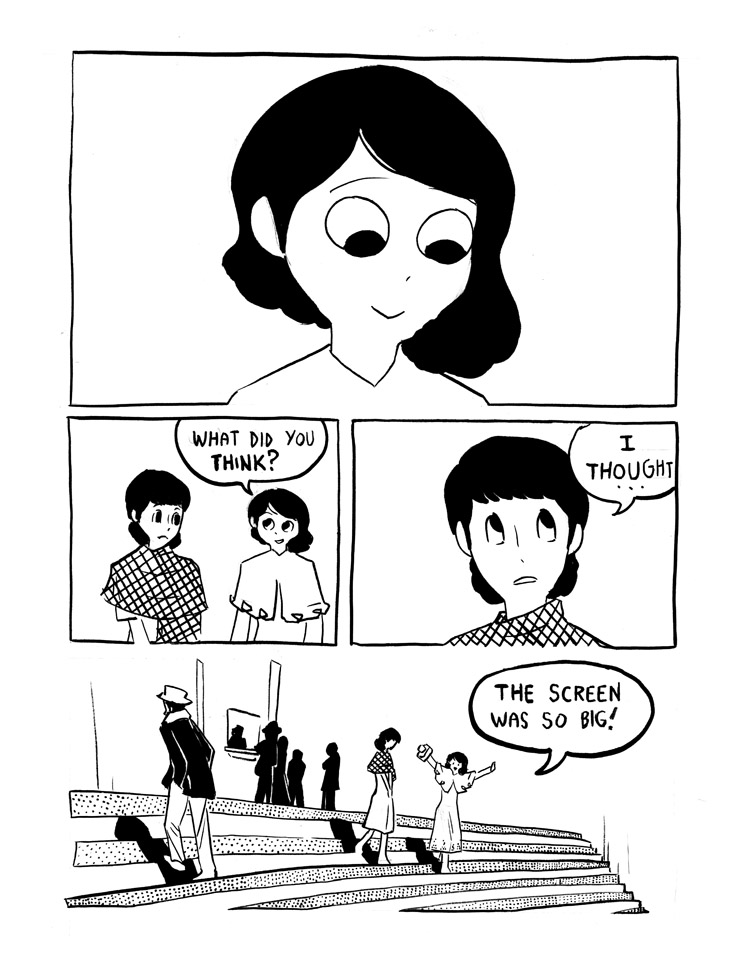 WHAT DID YOU
THINK?
I
THOUGHT
...
THE SCREEN
WAS SO BIG!